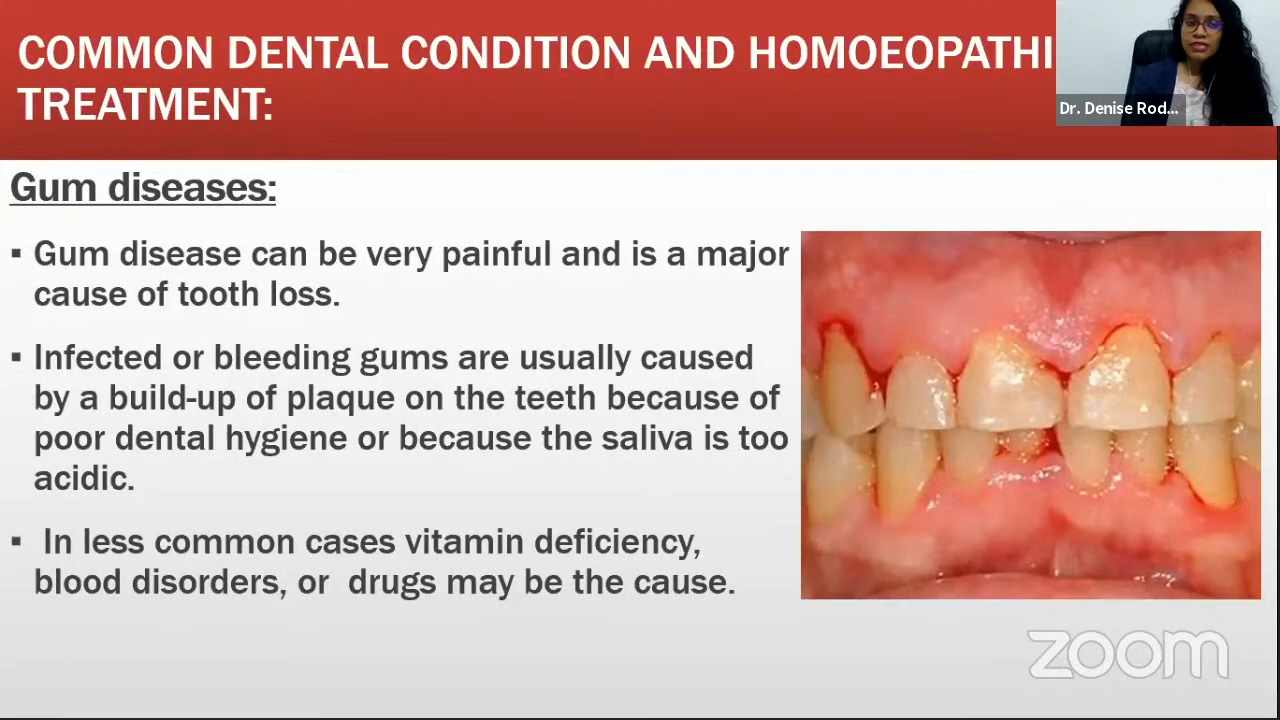 COMMON DENTAL CONDITION AND HOMOEOPATHI
TREATMENT:
Dr. Denise Rod...
Gum diseases:
▪ Gum disease can be very painful and is a major
cause of tooth loss.
▪ Infected or bleeding gums are usually caused
by a build-up of plaque on the teeth because of
poor dental hygiene or because the saliva is too
acidic.
▪ In less common cases vitamin deficiency,
blood disorders, or drugs may be the cause.
zoom